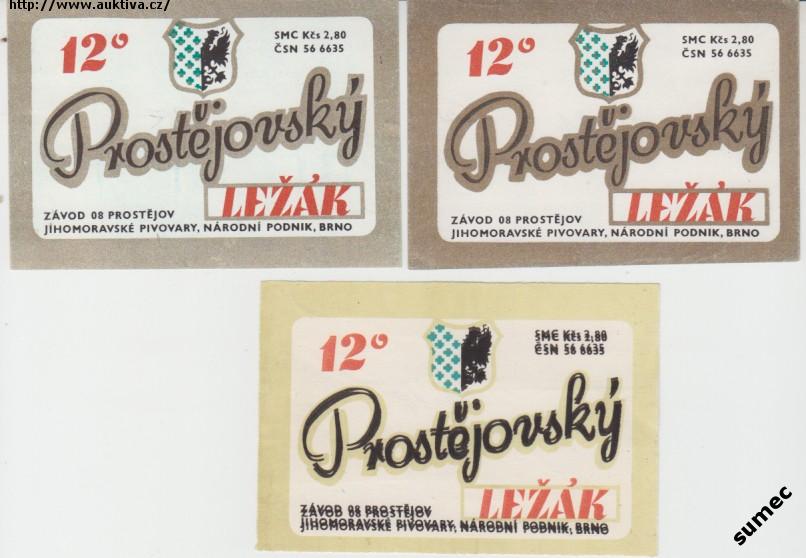 http://www.auktiva.cz/
12°
SMC Kčs 2,80
ČSN 56 6635
Prostějovský
LEŽÁK
ZÁVOD 08 PROSTĚJOV
JIHOMORAVSKÉ PIVOVARY, NÁRODNÍ PODNIK, BRNO
12°
SMC Kčs 2,80
ČSN 56 6635
Prostějovský
LEŽÁK
ZÁVOD 08 PROSTĚJOV
JIHOMORAVSKÉ PIVOVARY, NÁRODNÍ PODNIK, BRNO
12°
SMC Kčs 2,80
ČSN 56 6635
Prostějovský
LEŽÁK
ZÁVOD 08 PROSTĚJOV
JIHOMORAVSKÉ PIVOVARY, NÁRODNÍ PODNIK, BRNO
sumec